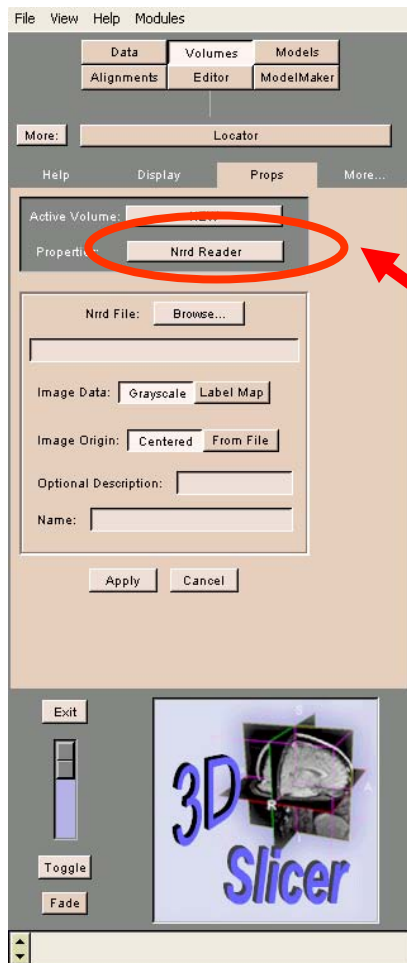 File View Help Modules
Data Volumes Models
Alignments Editor ModelMaker
More: Locator
Help Display Props More...
Active Volume:
Nrrd Reader
Nrrd File: Browse...
Image Data: Grayscale Label Map
Image Origin: Centered From File
Optional Description:
Name:
Apply Cancel
Exit
S
A
R
3D
Slicer
Toggle
Fade